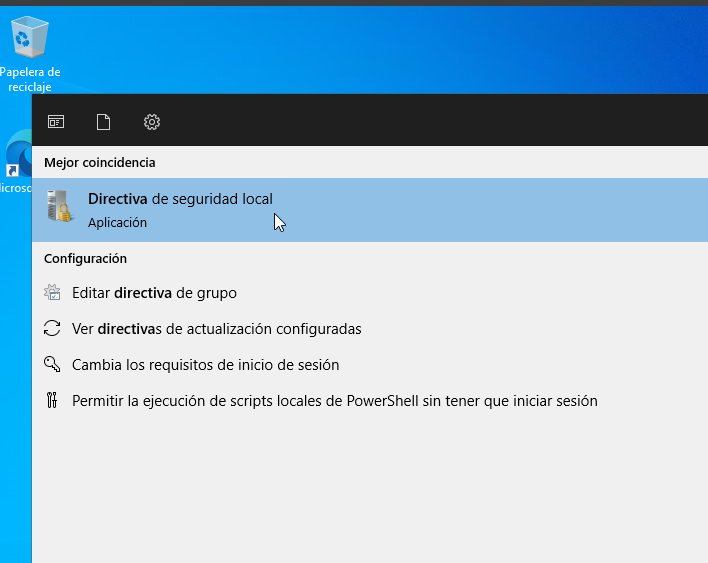 Papelera de
reciclaje
Mejor coincidencia
Directiva de seguridad local
Aplicación
Configuración
Editar directiva de grupo
Ver directivas de actualización configuradas
Cambia los requisitos de inicio de sesión
Permitir la ejecución de scripts locales de PowerShell sin tener que iniciar sesión